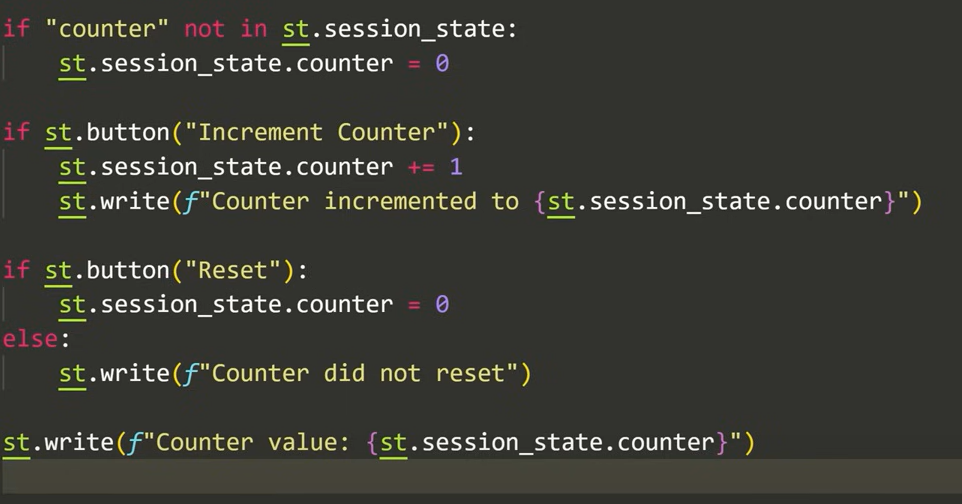 if "counter" not in st.session_state:
    st.session_state.counter = 0
if st.button("Increment Counter"):
    st.session_state.counter += 1
    st.write(f"Counter incremented to {st.session_state.counter}")
if st.button("Reset"):
    st.session_state.counter = 0
else:
    st.write(f"Counter did not reset")
st.write(f"Counter value: {st.session_state.counter}")